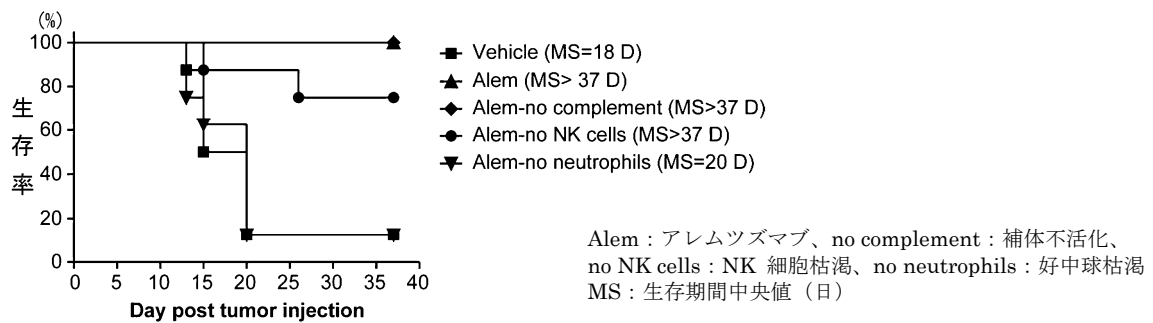 (%)
100
80
60
40
20
0
生存率
0 5 10 15 20 25 30 35 40
Day post tumor injection
Vehicle (MS=18 D)
Alem (MS> 37 D)
Alem-no complement (MS>37 D)
Alem-no NK cells (MS>37 D)
Alem-no neutrophils (MS=20 D)
Alem：アレムツズマブ、no complement：補体不活化、
no NK cells：NK 細胞枯渇、no neutrophils：好中球枯渇
MS：生存期間中央値（日）